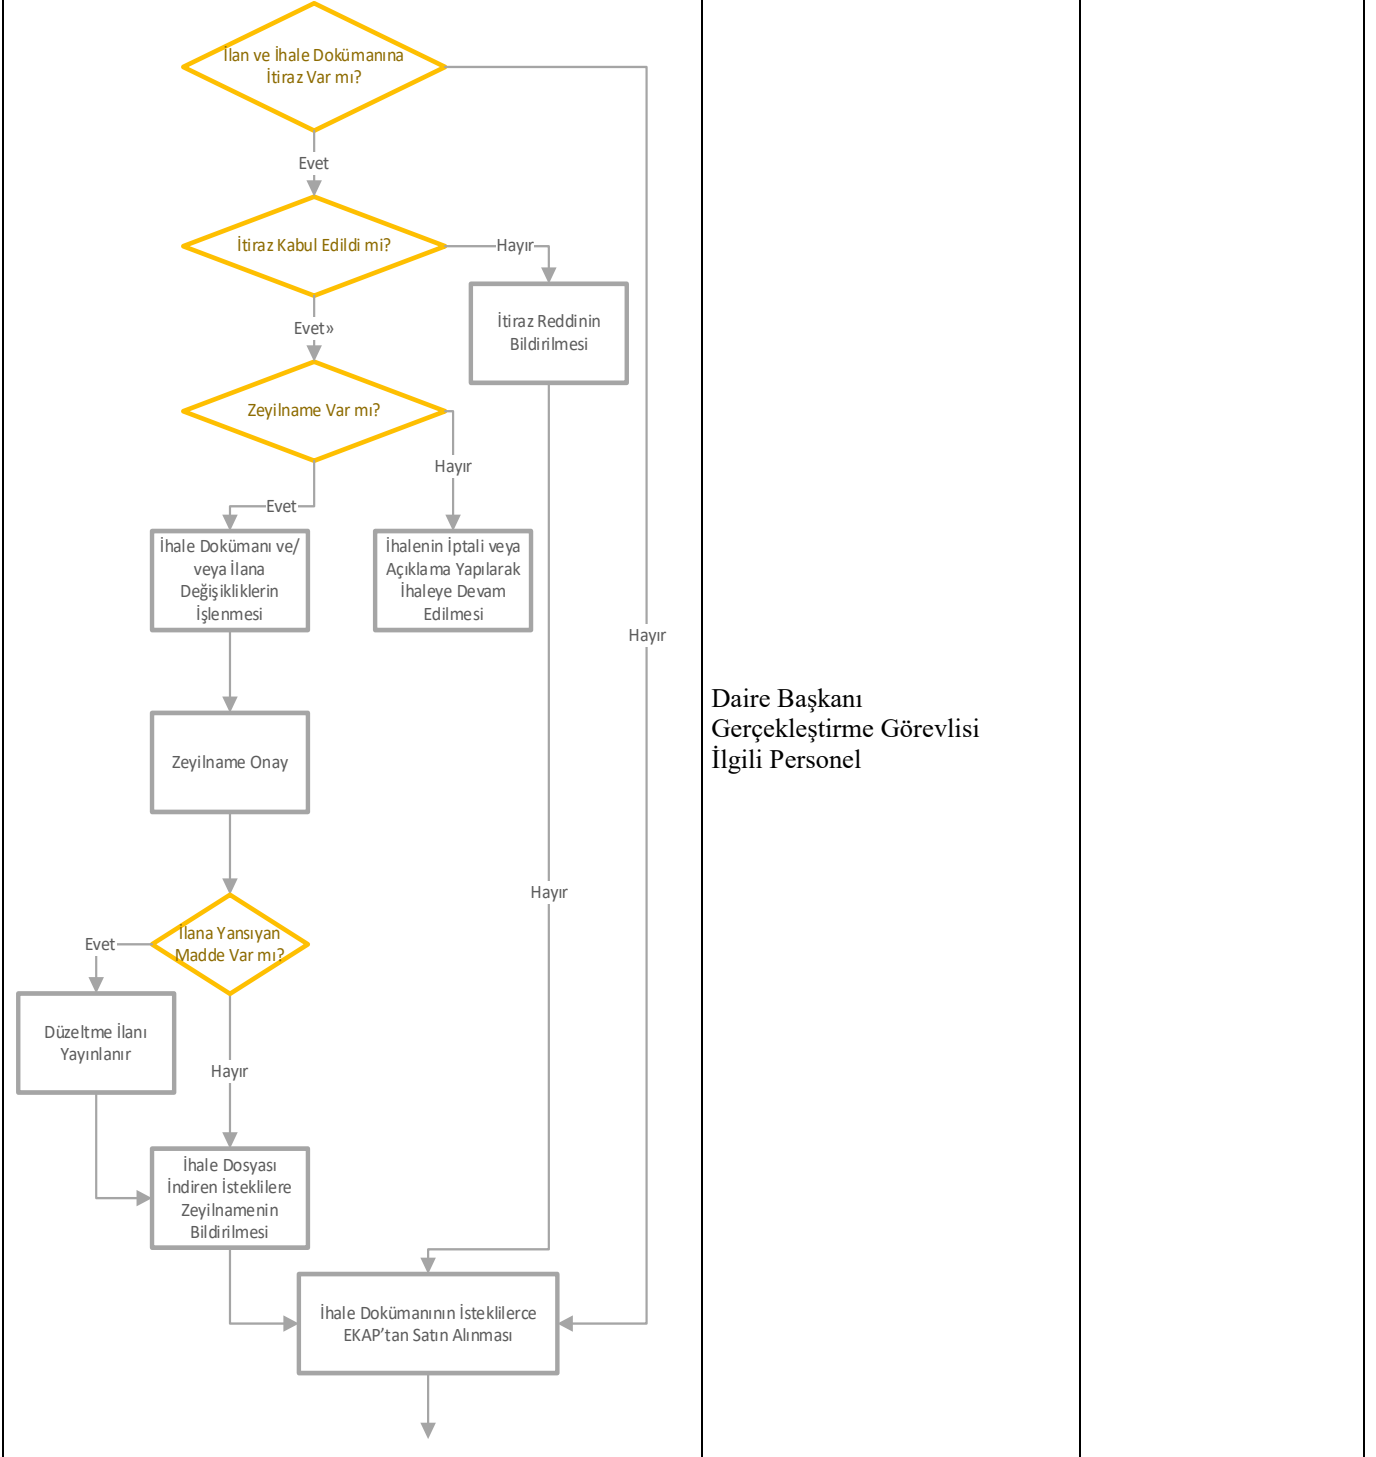 İlan ve İhale Dokümanına
İtiraz Var mı?
Evet
İtiraz Kabul Edildi mi?
Hayır
İtiraz Reddinin
Bildirilmesi
Evet»
Zeyilname Var mı?
Hayır
Evet
İhale Dokümanı ve/
veya İlana
Değişikliklerin
İşlenmesi
İhalenin İptali veya
Açıklama Yapılarak
İhaleye Devam
Edilmesi
Hayır
Zeyilname Onay
Hayır
İlana Yansıyan
Madde Var mı?
Evet
Düzeltme İlanı
Yayınlanır
Hayır
İhale Dosyası
İndiren İsteklilere
Zeyilnamenin
Bildirilmesi
İhale Dokümanının İsteklilerce
EKAP’tan Satın Alınması
Daire Başkanı
Gerçekleştirme Görevlisi
İlgili Personel